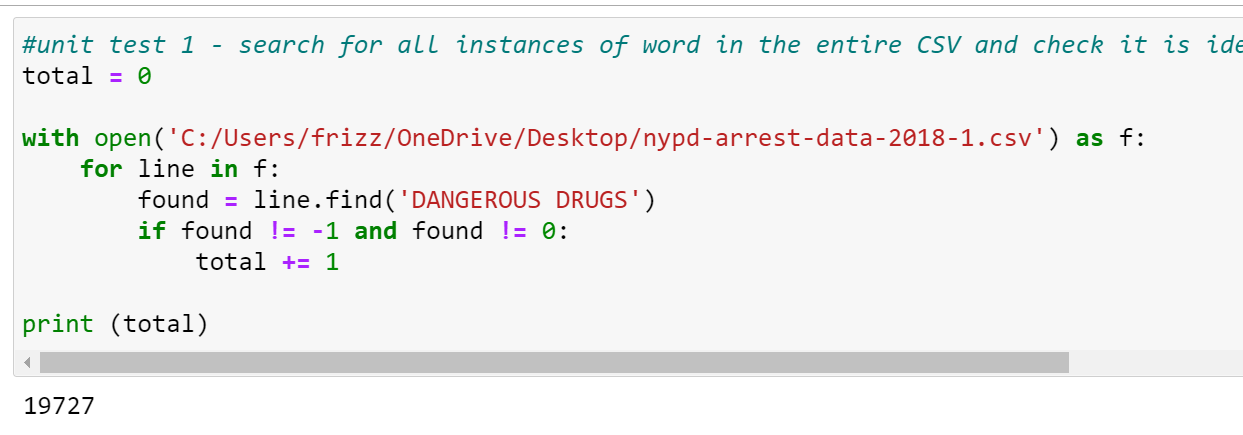 #unit test 1 - search for all instances of word in the entire CSV and check it is ide
total = 0
with open('C:/Users/frizz/OneDrive/Desktop/nypd-arrest-data-2018-1.csv') as f:
    for line in f:
        found = line.find('DANGEROUS DRUGS')
        if found != -1 and found != 0:
            total += 1
print (total)
19727